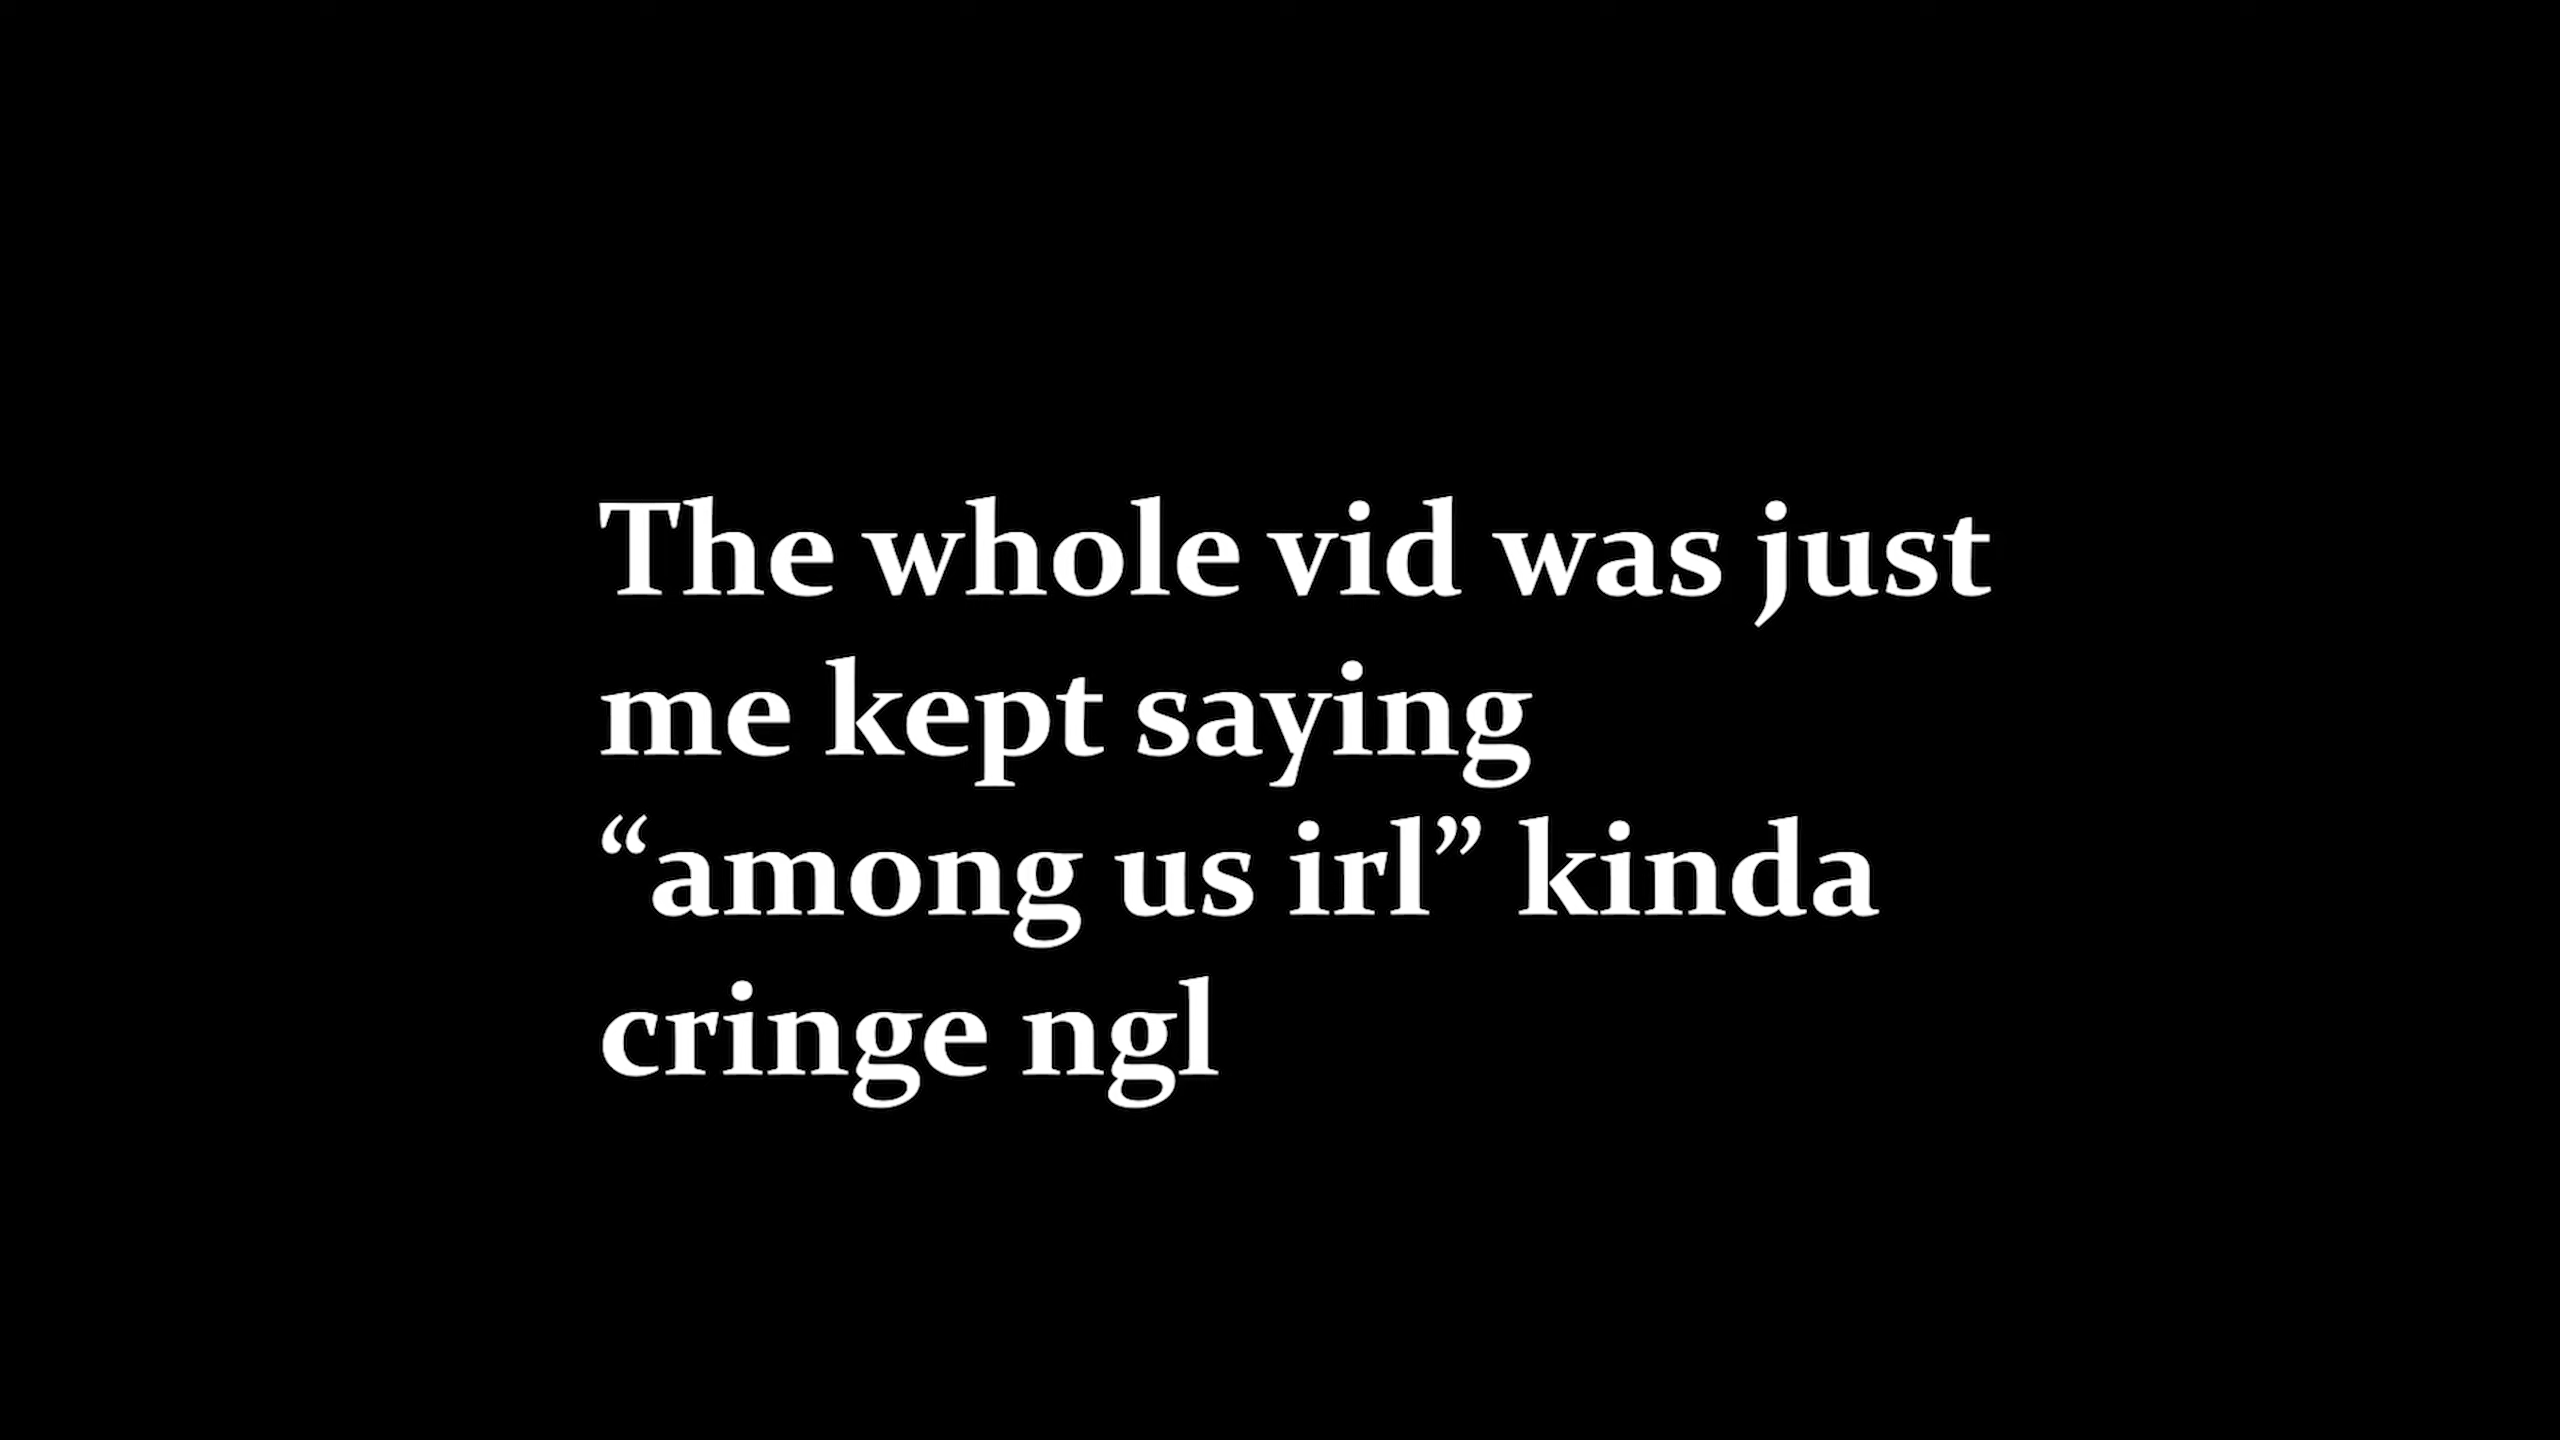 The whole vid was just
me kept saying
“among us irl” kinda
cringe ngl